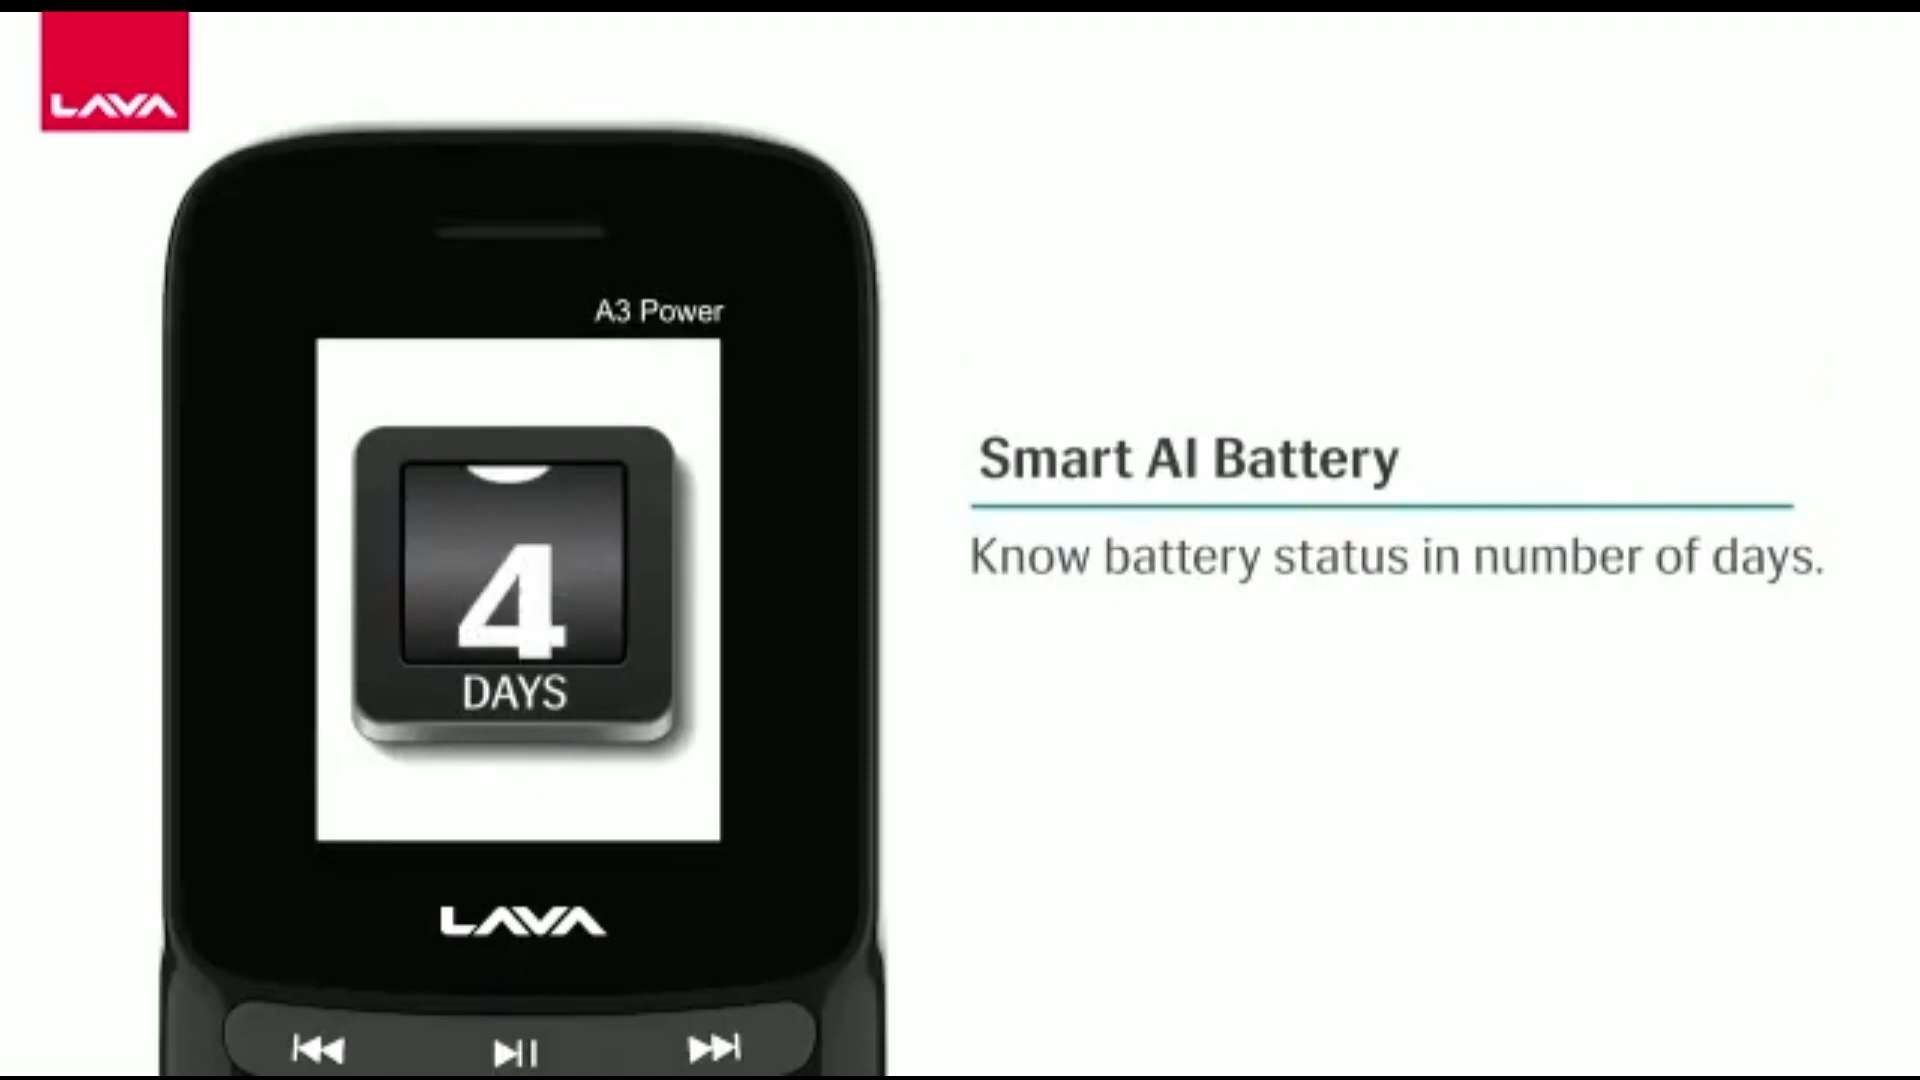 LAVA
A3 Power
4
DAYS
LAVA
Smart AI Battery
Know battery status in number of days.